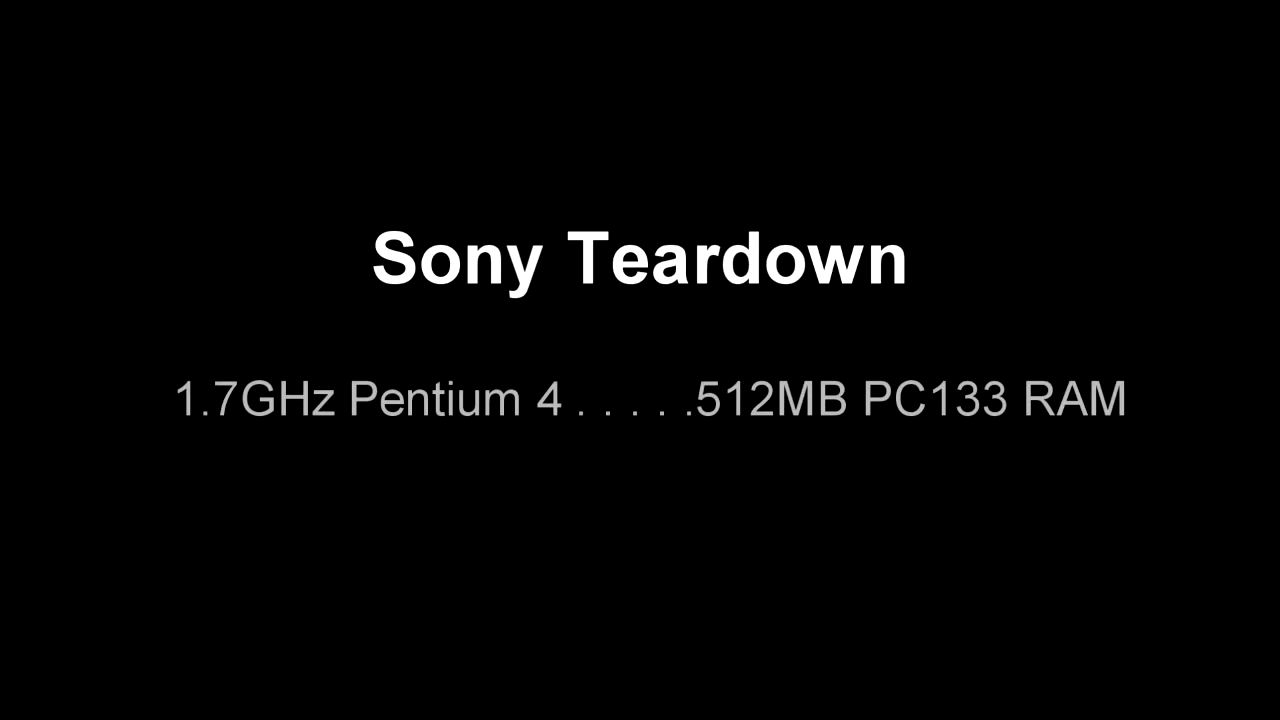 Sony Teardown
1.7GHz Pentium 4 . . . . .512MB PC133 RAM